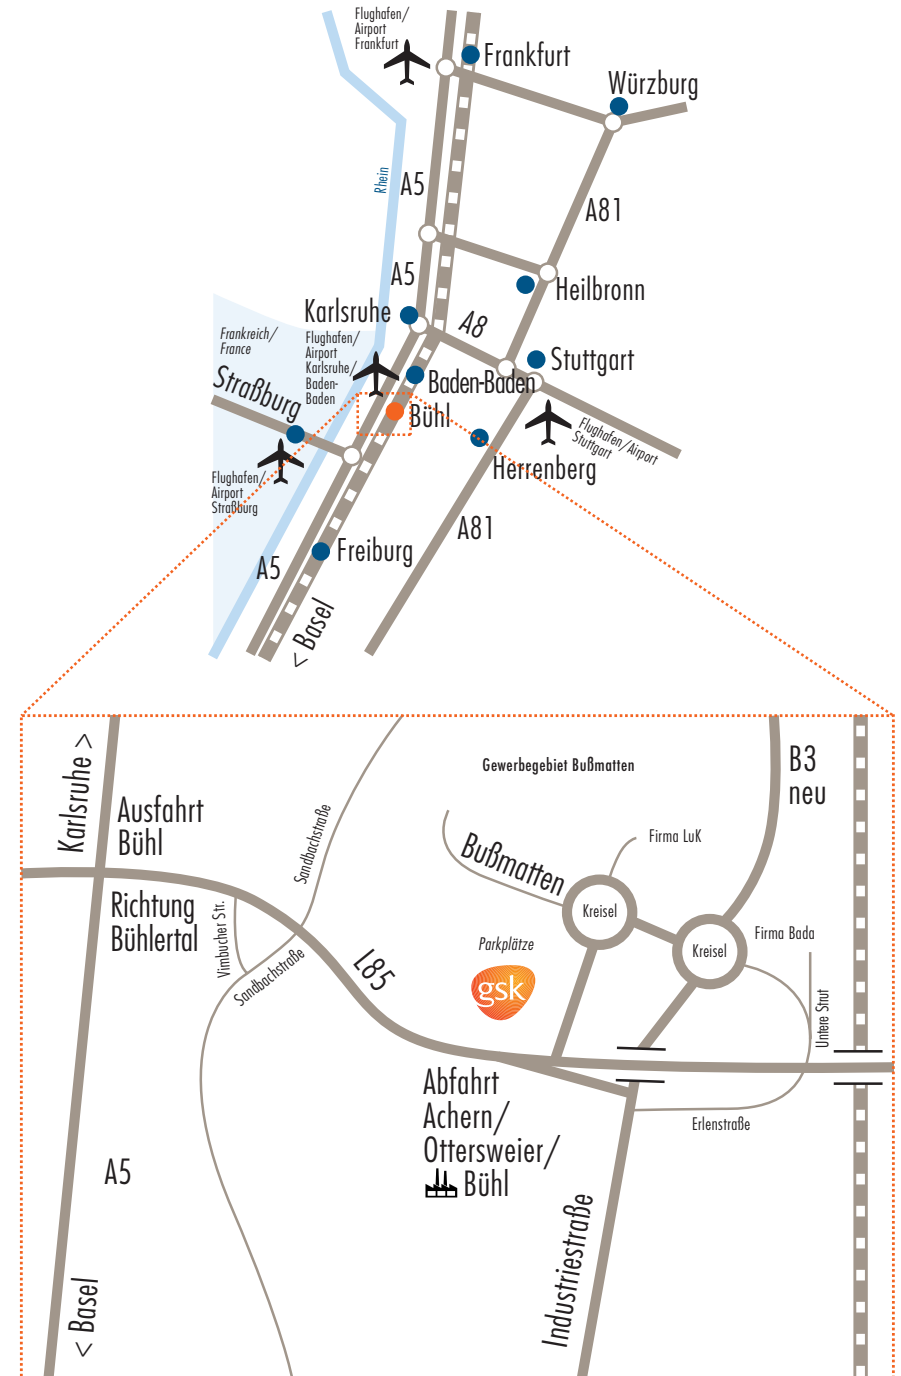 Flughafen/
Airport
Frankfurt
Frankfurt
Würzburg
Rhein
A5
A81
A5
Heilbronn
Karlsruhe
A8
Frankreich/
France
Flughafen/
Airport
Karlsruhe/
Baden-
Baden
Stuttgart
Straßburg
Baden-Baden
Bühl
Flughafen/Airport
Stuttgart
Herrenberg
Flughafen/
Airport
Straßburg
A81
Freiburg
A5
< Basel
Karlsruhe >
Gewerbegebiet Bußmatten
B3
neu
Ausfahrt
Bühl
Sandbachstraße
Bußmatten
Firma LuK
Richtung
Bühlertal
Vimbucher Str.
Sandbachstraße
L85
Parkplätze
gsk
Kreisel
Kreisel
Firma Bada
Untere Strut
Abfahrt
Achern/
Ottersweier/
Bühl
Erlenstraße
A5
Industriestraße
< Basel